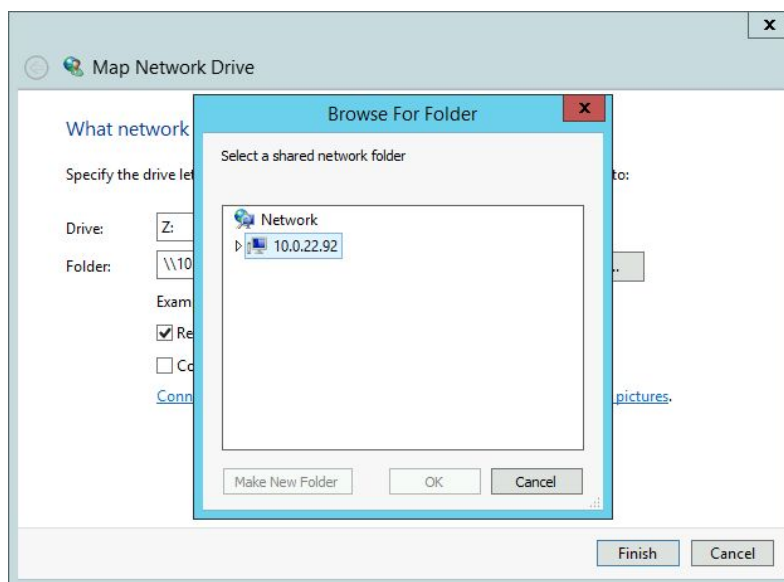 X
Map Network Drive
Browse For Folder
X
What network
Select a shared network folder
Specify the drive let
to:
Network
Drive:
Z:
10.0.22.92
Folder:
\\10
..
Exam
Re
Co
Conn
pictures.
Make New Folder
OK
Cancel
Finish
Cancel